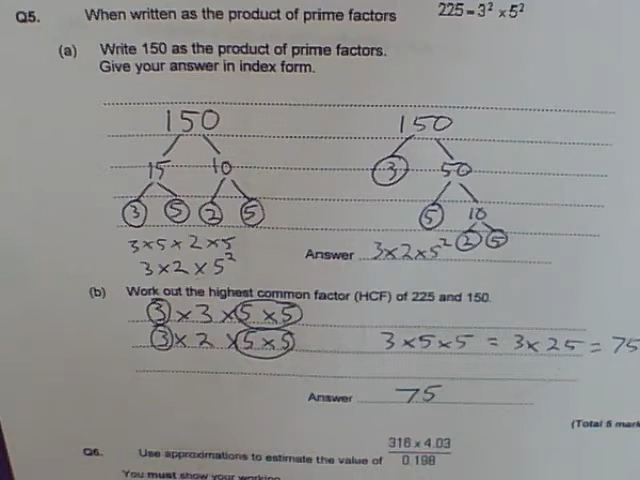 Q5. When written as the product of prime factors 225 = 3² × 5²
(a) Write 150 as the product of prime factors.
Give your answer in index form.
150 150
15 10 3 50
3 5 2 5 5 10
3 × 5 × 2 × 5 Answer 3 × 2 × 5² 2 5
3 × 2 × 5²
(b) Work out the highest common factor (HCF) of 225 and 150.
3 × 3 × 5 × 5
3 × 2 × 5 × 5 3 × 5 × 5 = 3 × 25 = 75
Answer 75
(Total 5 mark
Q6. Use approximations to estimate the value of 318 × 4.03
0.198
You must show your working